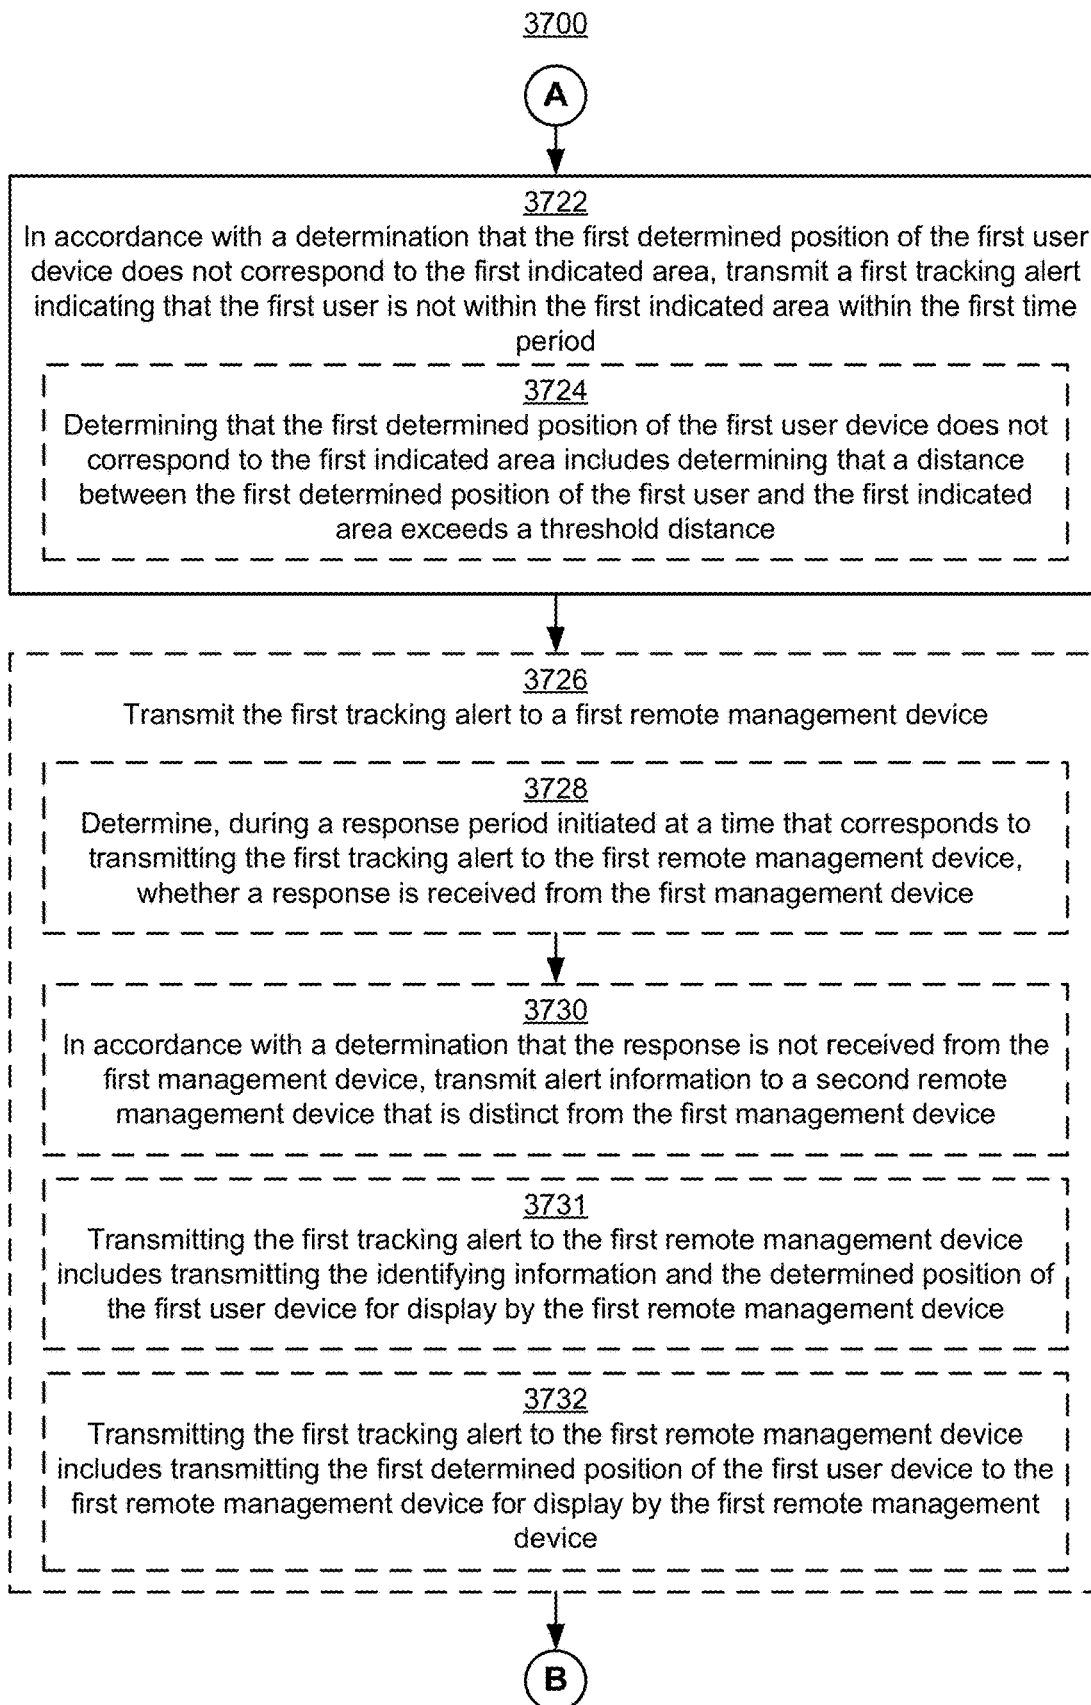 3700
A
3722
In accordance with a determination that the first determined position of the first user
device does not correspond to the first indicated area, transmit a first tracking alert
indicating that the first user is not within the first indicated area within the first time
period
3724
Determining that the first determined position of the first user device does not
correspond to the first indicated area includes determining that a distance
between the first determined position of the first user and the first indicated
area exceeds a threshold distance
3726
Transmit the first tracking alert to a first remote management device
3728
Determine, during a response period initiated at a time that corresponds to
transmitting the first tracking alert to the first remote management device,
whether a response is received from the first management device
3730
In accordance with a determination that the response is not received from the
first management device, transmit alert information to a second remote
management device that is distinct from the first management device
3731
Transmitting the first tracking alert to the first remote management device
includes transmitting the identifying information and the determined position of
the first user device for display by the first remote management device
3732
Transmitting the first tracking alert to the first remote management device
includes transmitting the first determined position of the first user device to the
first remote management device for display by the first remote management
device
B